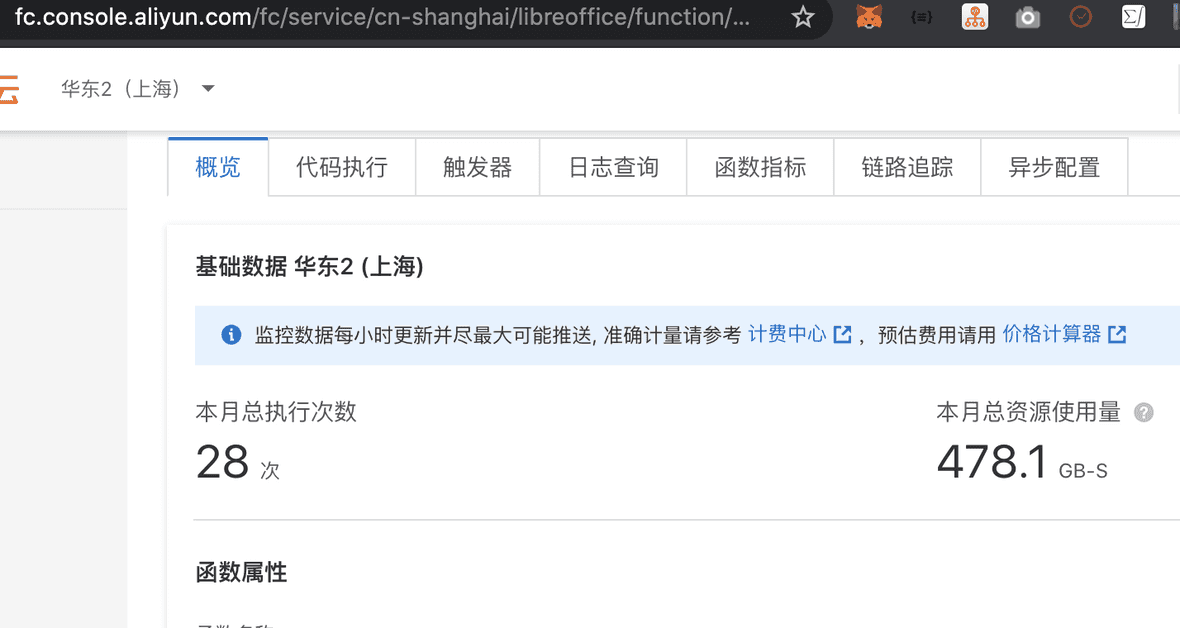 fc.console.aliyun.com/fc/service/cn-shanghai/libreoffice/function/...
华东2（上海）
概览 代码执行 触发器 日志查询 函数指标 链路追踪 异步配置
基础数据 华东2 (上海)
监控数据每小时更新并尽最大可能推送, 准确计量请参考 计费中心 ，预估费用请用 价格计算器
本月总执行次数 本月总资源使用量
28 次 478.1 GB-S
函数属性